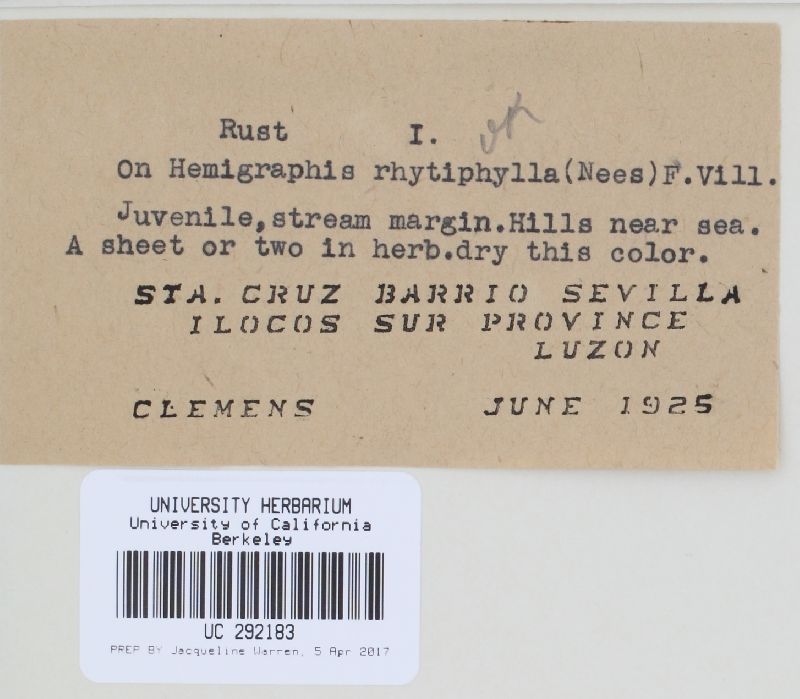 Rust I.
On Hemigraphis rhytiphylla(Nees)F.Vill.
Juvenile,stream margin.Hills near sea.
A sheet or two in herb.dry this color.
STA. CRUZ BARRIO SEVILLA
ILOCOS SUR PROVINCE
LUZON
CLEMENS JUNE 1925
UNIVERSITY HERBARIUM
University of California
Berkeley
UC 292183
PREP BY Jacqueline Warren, 5 Apr 2017